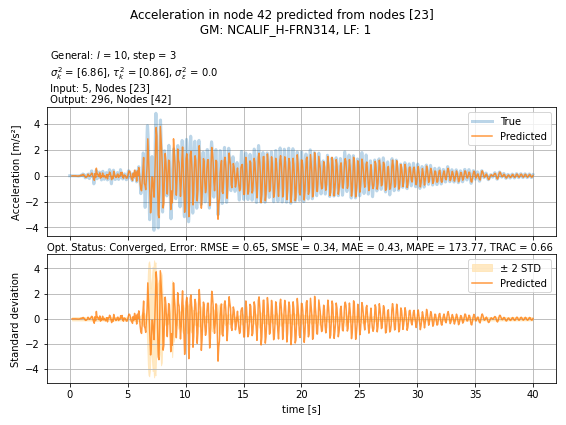 Acceleration in node 42 predicted from nodes [23]
GM: NCALIF_H-FRN314, LF: 1
General: l = 10, step = 3
σ²ₖ = [6.86], τ²ₖ = [0.86], σ²ε = 0.0
Input: 5, Nodes [23]
Output: 296, Nodes [42]
Acceleration [m/s²]
4
2
0
−2
−4
True
Predicted
Opt. Status: Converged, Error: RMSE = 0.65, SMSE = 0.34, MAE = 0.43, MAPE = 173.77, TRAC = 0.66
Standard deviation
4
2
0
−2
−4
± 2 STD
Predicted
0 5 10 15 20 25 30 35 40
time [s]